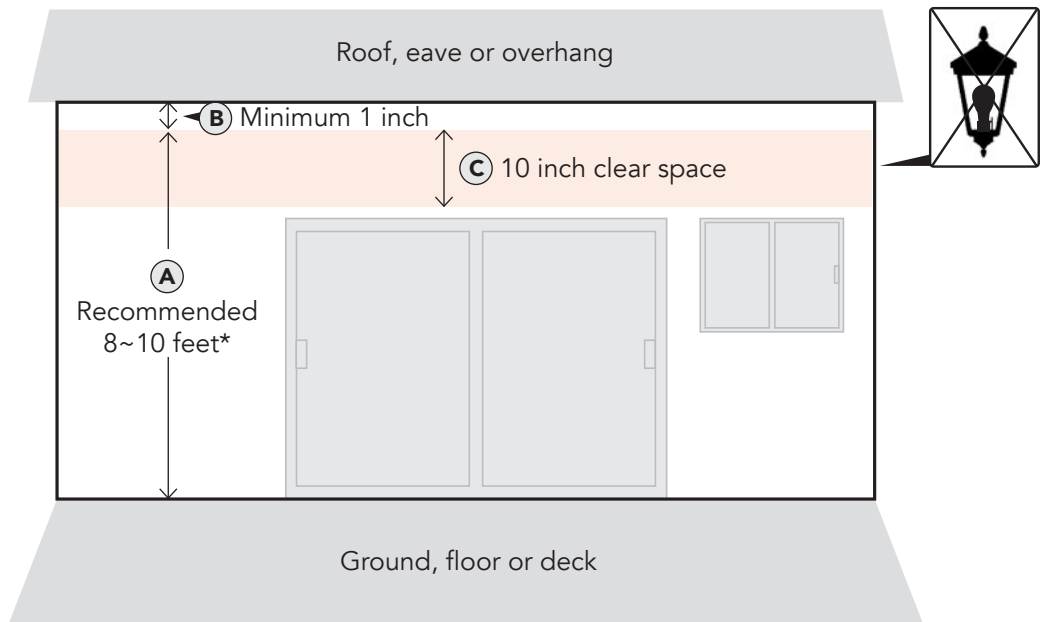 Roof, eave or overhang
B Minimum 1 inch
C 10 inch clear space
A
Recommended
8~10 feet*
Ground, floor or deck